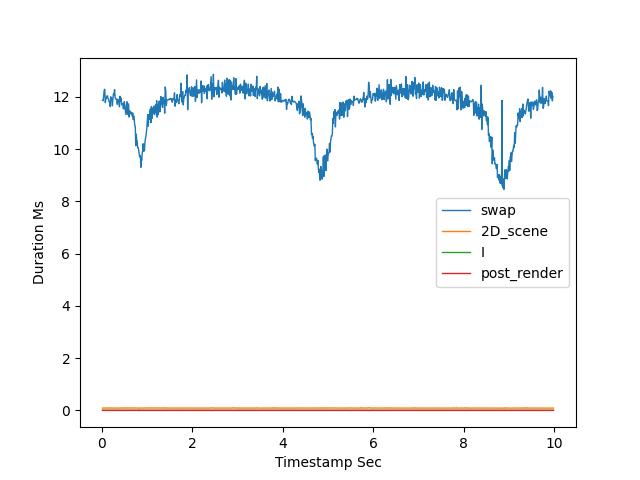 12
10
8
6
4
2
0
Duration Ms
swap
2D_scene
I
post_render
0 2 4 6 8 10
Timestamp Sec